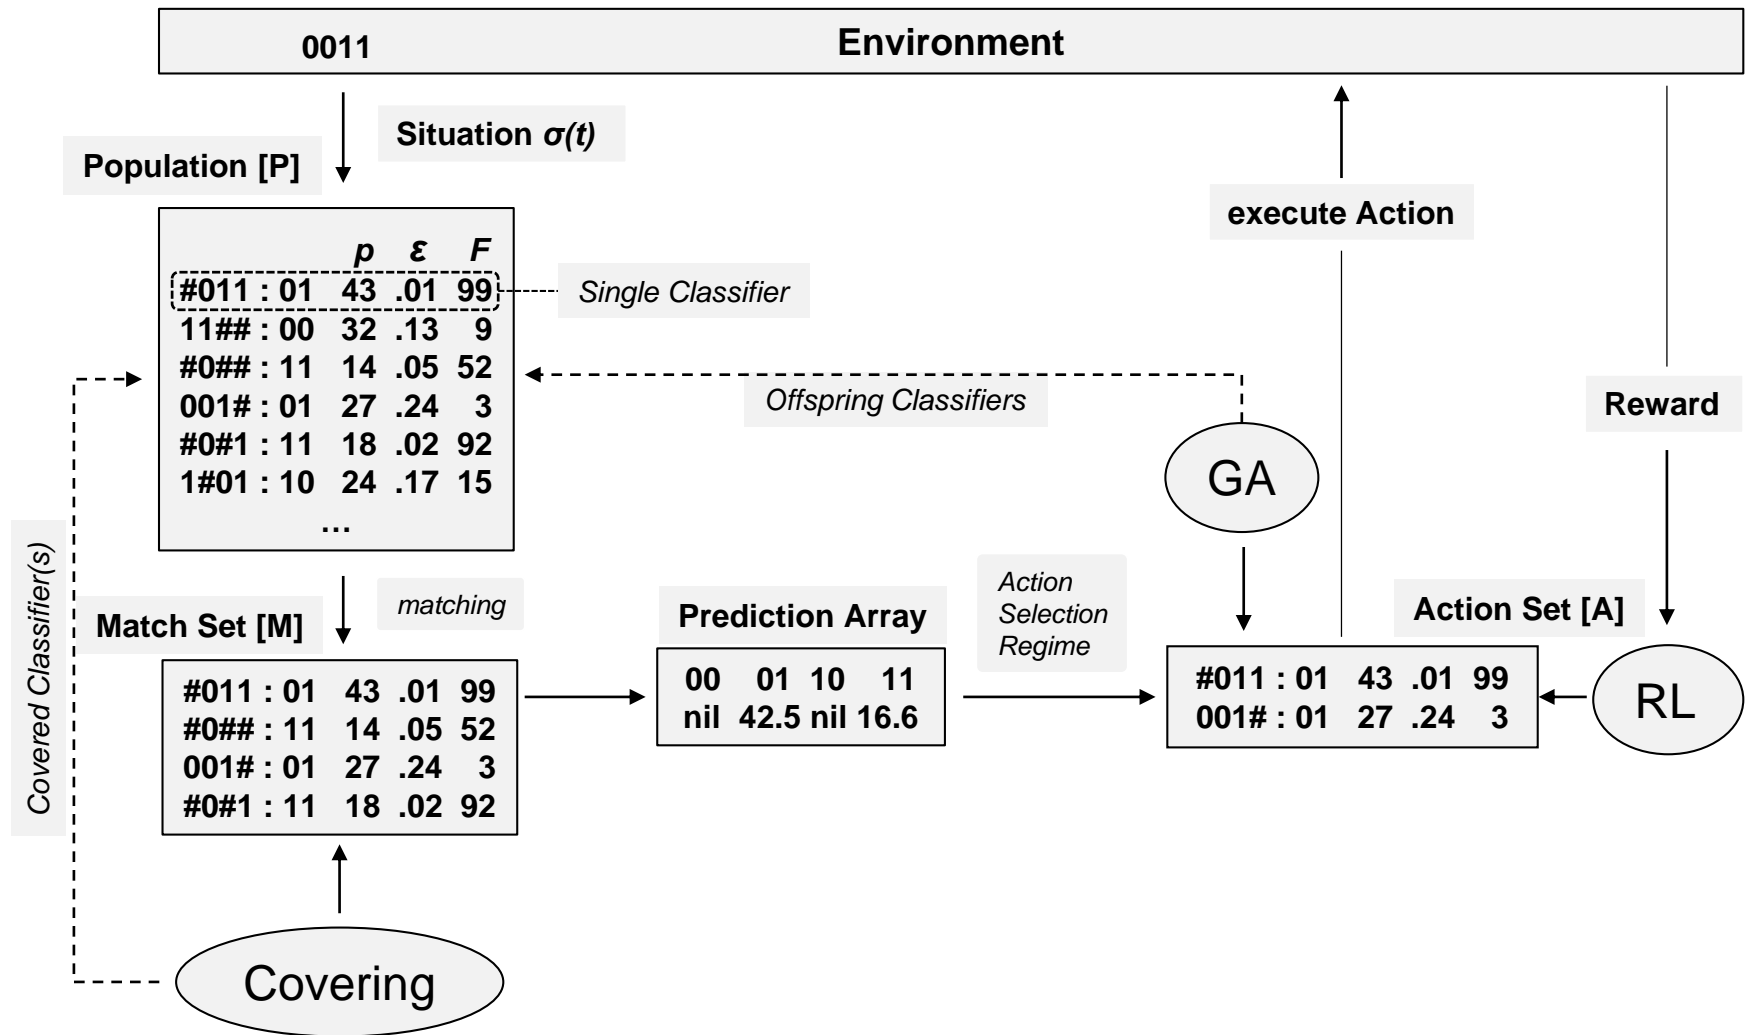 0011
Environment
Situation σ(t)
Population [P]
p ε F
#011 : 01 43 .01 99
11## : 00 32 .13 9
#0## : 11 14 .05 52
001# : 01 27 .24 3
#0#1 : 11 18 .02 92
1#01 : 10 24 .17 15
...
Single Classifier
Offspring Classifiers
execute Action
Reward
GA
Covered Classifier(s)
matching
Match Set [M]
#011 : 01 43 .01 99
#0## : 11 14 .05 52
001# : 01 27 .24 3
#0#1 : 11 18 .02 92
Prediction Array
00 01 10 11
nil 42.5 nil 16.6
Action
Selection
Regime
Action Set [A]
#011 : 01 43 .01 99
001# : 01 27 .24 3
RL
Covering